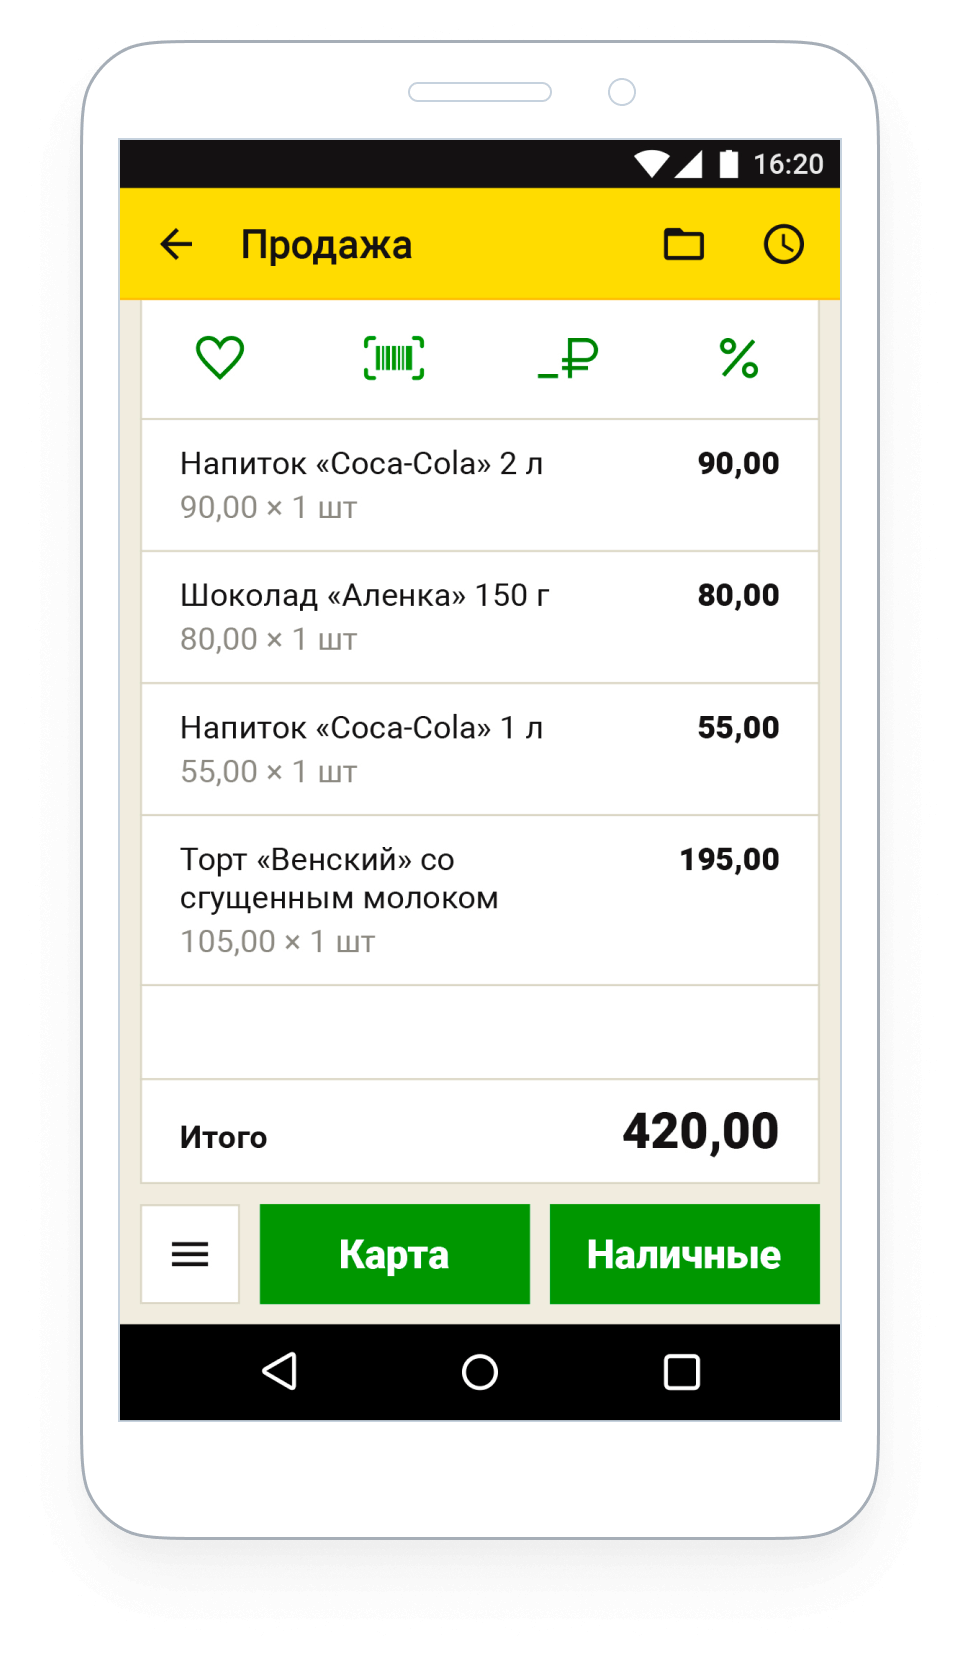 16:20
Продажа
Напиток «Coca-Cola» 2 л
90,00
90,00 × 1 шт
Шоколад «Аленка» 150 г
80,00
80,00 × 1 шт
Напиток «Coca-Cola» 1 л
55,00
55,00 × 1 шт
Торт «Венский» со
195,00
сгущенным молоком
105,00 × 1 шт
Итого
420,00
Карта
Наличные